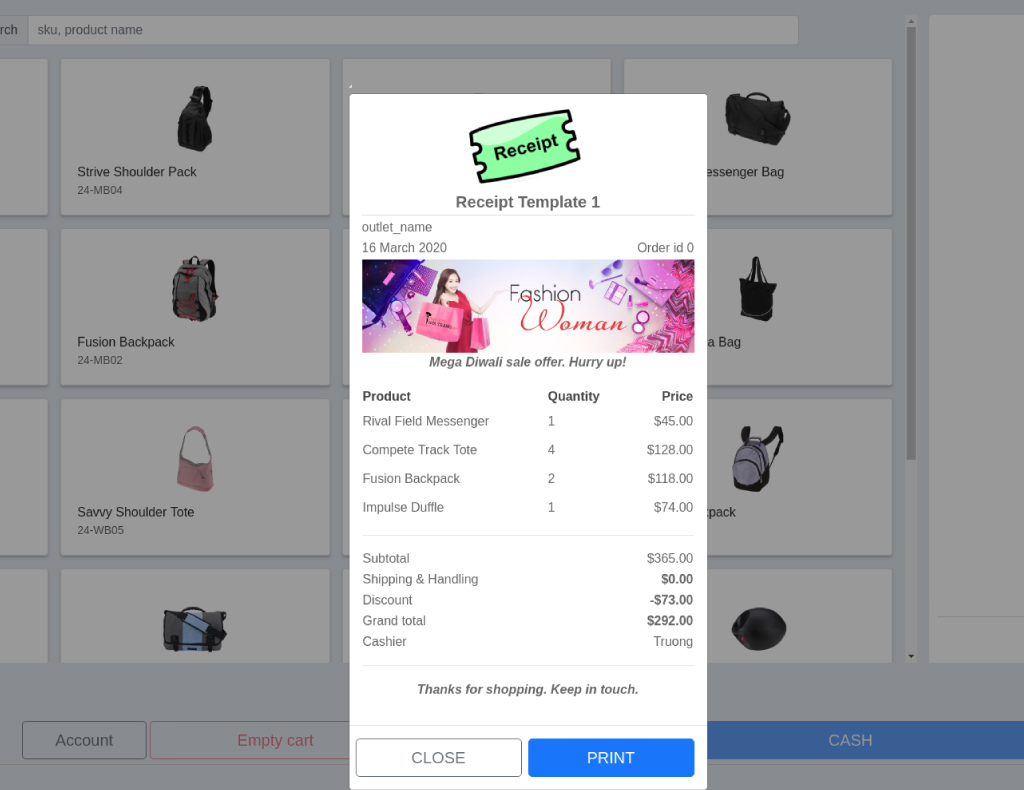 rch sku, product name
Strive Shoulder Pack
24-MB04
essenger Bag
Fusion Backpack
24-MB02
a Bag
Savvy Shoulder Tote
24-WB05
kpack
Receipt
Receipt Template 1
outlet_name
16 March 2020 Order id 0
Fashion
Woman
Mega Diwali sale offer. Hurry up!
Product Quantity Price
Rival Field Messenger 1 $45.00
Compete Track Tote 4 $128.00
Fusion Backpack 2 $118.00
Impulse Duffle 1 $74.00
Subtotal $365.00
Shipping & Handling $0.00
Discount -$73.00
Grand total $292.00
Cashier Truong
Thanks for shopping. Keep in touch.
CLOSE PRINT
Account Empty cart CASH